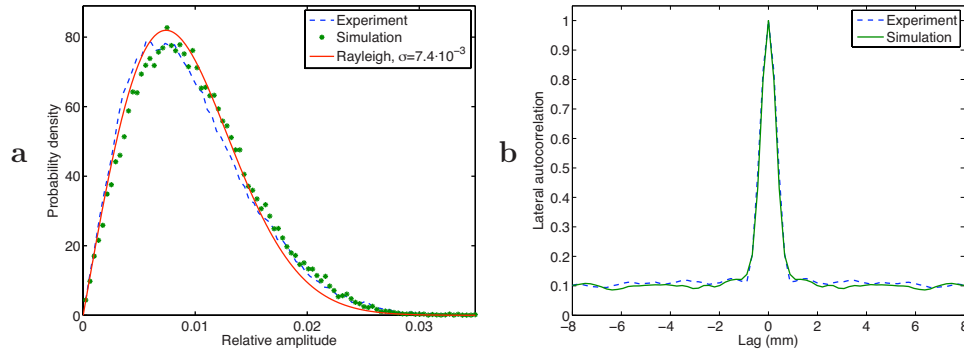 a
Probability density
80
60
40
20
0
0
0.01
0.02
0.03
Relative amplitude
Experiment
Simulation
Rayleigh, σ=7.4·10⁻³
b
Lateral autocorrelation
1
0.9
0.8
0.7
0.6
0.5
0.4
0.3
0.2
0.1
0
−8
−6
−4
−2
0
2
4
6
8
Lag (mm)
Experiment
Simulation